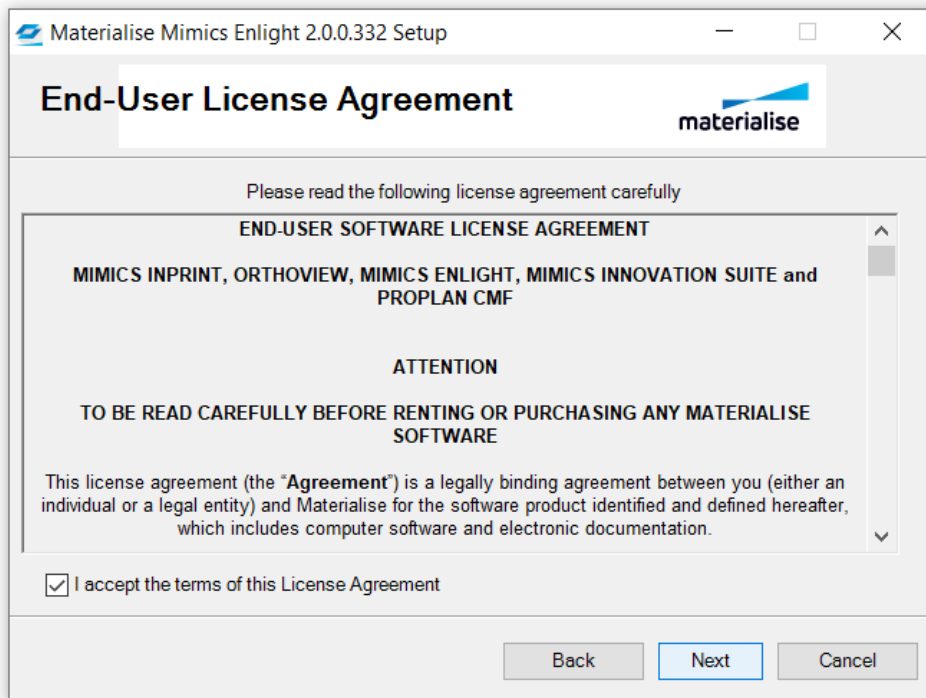 Materialise Mimics Enlight 2.0.0.332 Setup
End-User License Agreement
materialise
Please read the following license agreement carefully
END-USER SOFTWARE LICENSE AGREEMENT
MIMICS INPRINT, ORTHOVIEW, MIMICS ENLIGHT, MIMICS INNOVATION SUITE and
PROPLAN CMF
ATTENTION
TO BE READ CAREFULLY BEFORE RENTING OR PURCHASING ANY MATERIALISE
SOFTWARE
This license agreement (the “Agreement”) is a legally binding agreement between you (either an
individual or a legal entity) and Materialise for the software product identified and defined hereafter,
which includes computer software and electronic documentation.
I accept the terms of this License Agreement
Back Next Cancel